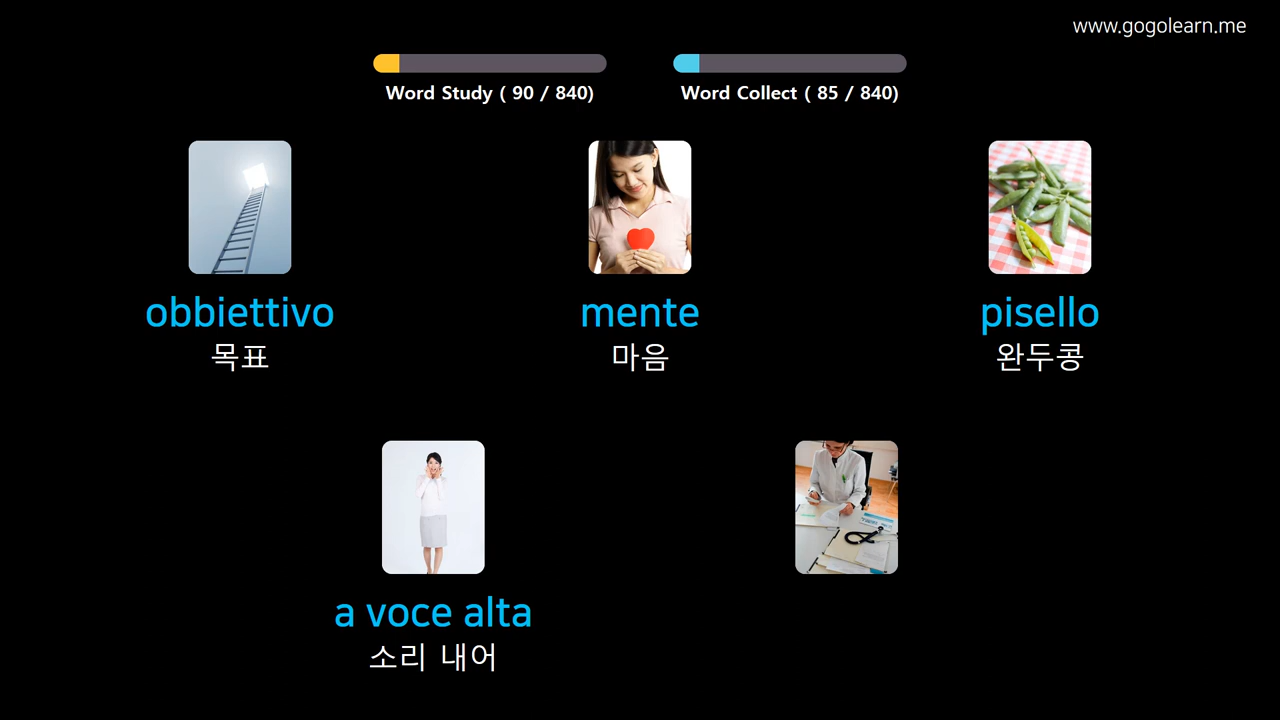 www.gogolearn.me
Word Study ( 90 / 840)
Word Collect ( 85 / 840)
obbiettivo
목표
mente
마음
pisello
완두콩
a voce alta
소리 내어